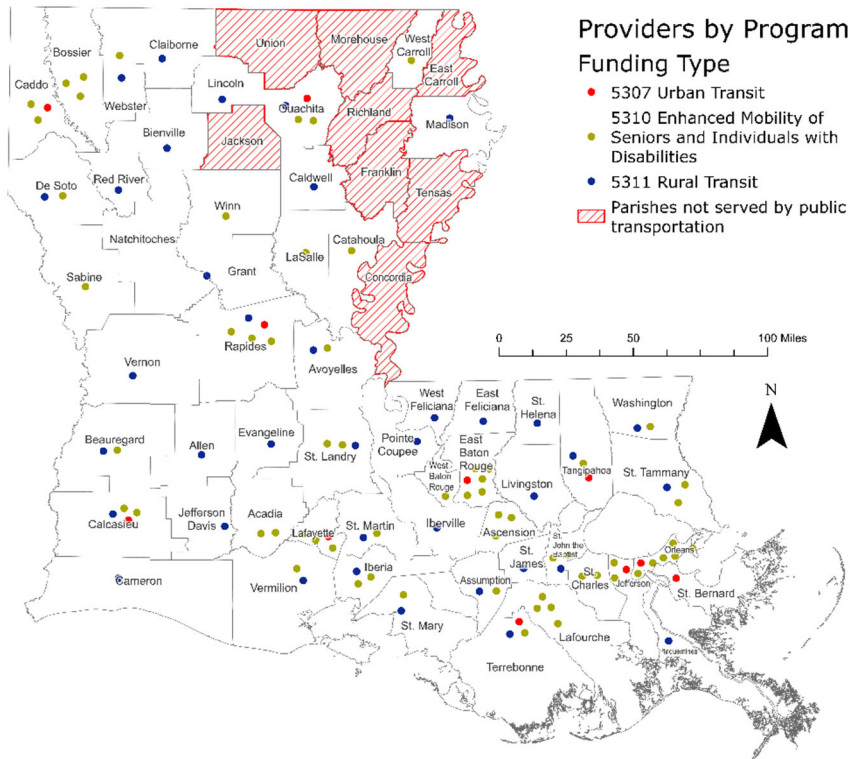 Providers by Program
Funding Type
5307 Urban Transit
5310 Enhanced Mobility of
Seniors and Individuals with
Disabilities
5311 Rural Transit
Parishes not served by public
transportation
0 25 50 100 Miles
N
Bossier
Claiborne
Union
Morehouse
West
Carroll
East
Carroll
Caddo
Webster
Lincoln
Ouachita
Richland
Madison
Bienville
Jackson
Franklin
De Soto
Red River
Caldwell
Tensas
Winn
Natchitoches
LaSalle
Catahoula
Sabine
Grant
Concordia
Rapides
Vernon
Avoyelles
West
Feliciana
East
Feliciana
St.
Helena
Washington
Beauregard
Allen
Evangeline
St. Landry
Pointe
Coupee
East
Baton
Rouge
West
Baton
Rouge
Livingston
Tangipahoa
St. Tammany
Calcasieu
Jefferson
Davis
Acadia
Lafayette
St. Martin
Iberville
Ascension
St.
James
St.
John the
Baptist
St.
Charles
Jefferson
Orleans
St. Bernard
Cameron
Vermilion
Iberia
Assumption
St. Mary
Lafourche
Terrebonne
Plaquemines